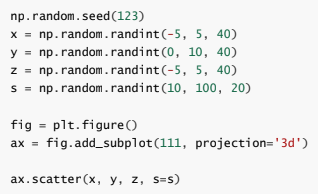 np.random.seed(123)
x = np.random.randint(-5, 5, 40)
y = np.random.randint(0, 10, 40)
z = np.random.randint(-5, 5, 40)
s = np.random.randint(10, 100, 20)

fig = plt.figure()
ax = fig.add_subplot(111, projection='3d')

ax.scatter(x, y, z, s=s)